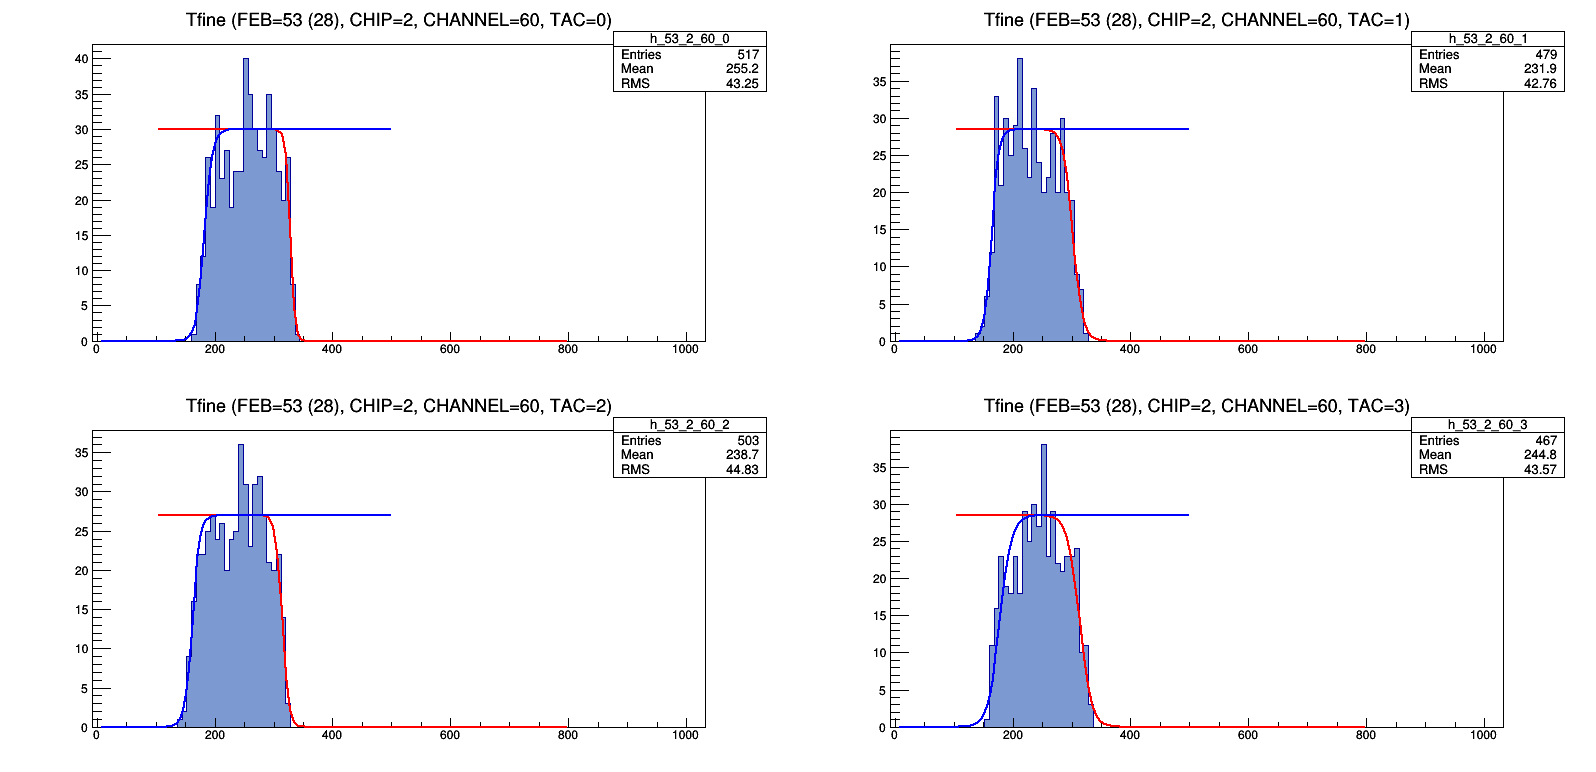 Tfine (FEB=53 (28), CHIP=2, CHANNEL=60, TAC=0)
h_53_2_60_0
Entries 517
Mean 255.2
RMS 43.25
40
35
30
25
20
15
10
5
0
0 200 400 600 800 1000
Tfine (FEB=53 (28), CHIP=2, CHANNEL=60, TAC=1)
h_53_2_60_1
Entries 479
Mean 231.9
RMS 42.76
35
30
25
20
15
10
5
0
0 200 400 600 800 1000
Tfine (FEB=53 (28), CHIP=2, CHANNEL=60, TAC=2)
h_53_2_60_2
Entries 503
Mean 238.7
RMS 44.83
35
30
25
20
15
10
5
0
0 200 400 600 800 1000
Tfine (FEB=53 (28), CHIP=2, CHANNEL=60, TAC=3)
h_53_2_60_3
Entries 467
Mean 244.8
RMS 43.57
35
30
25
20
15
10
5
0
0 200 400 600 800 1000